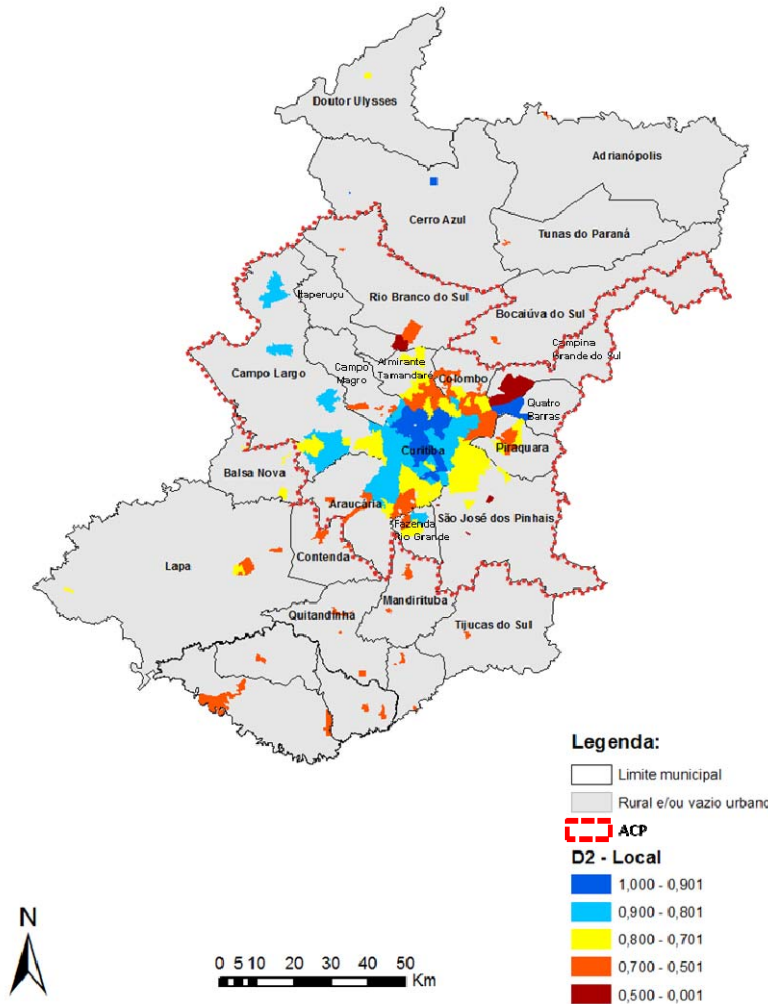 Doutor Ulysses
Adrianópolis
Cerro Azul
Tunas do Paraná
Itaperuçu
Rio Branco do Sul
Bocaiúva do Sul
Campina
Grande do Sul
Campo Largo
Campo
Magro
Almirante
Tamandaré
Colombo
Quatro
Barras
Curitiba
Piraquara
Balsa Nova
Araucária
São José dos Pinhais
Fazenda
Rio Grande
Lapa
Contenda
Mandirituba
Quitandinha
Tijucas do Sul
Legenda:
Limite municipal
Rural e/ou vazio urbano
ACP
D2 - Local
1,000 - 0,901
0,900 - 0,801
0,800 - 0,701
0,700 - 0,501
0,500 - 0,001
N
0 5 10 20 30 40 50
Km